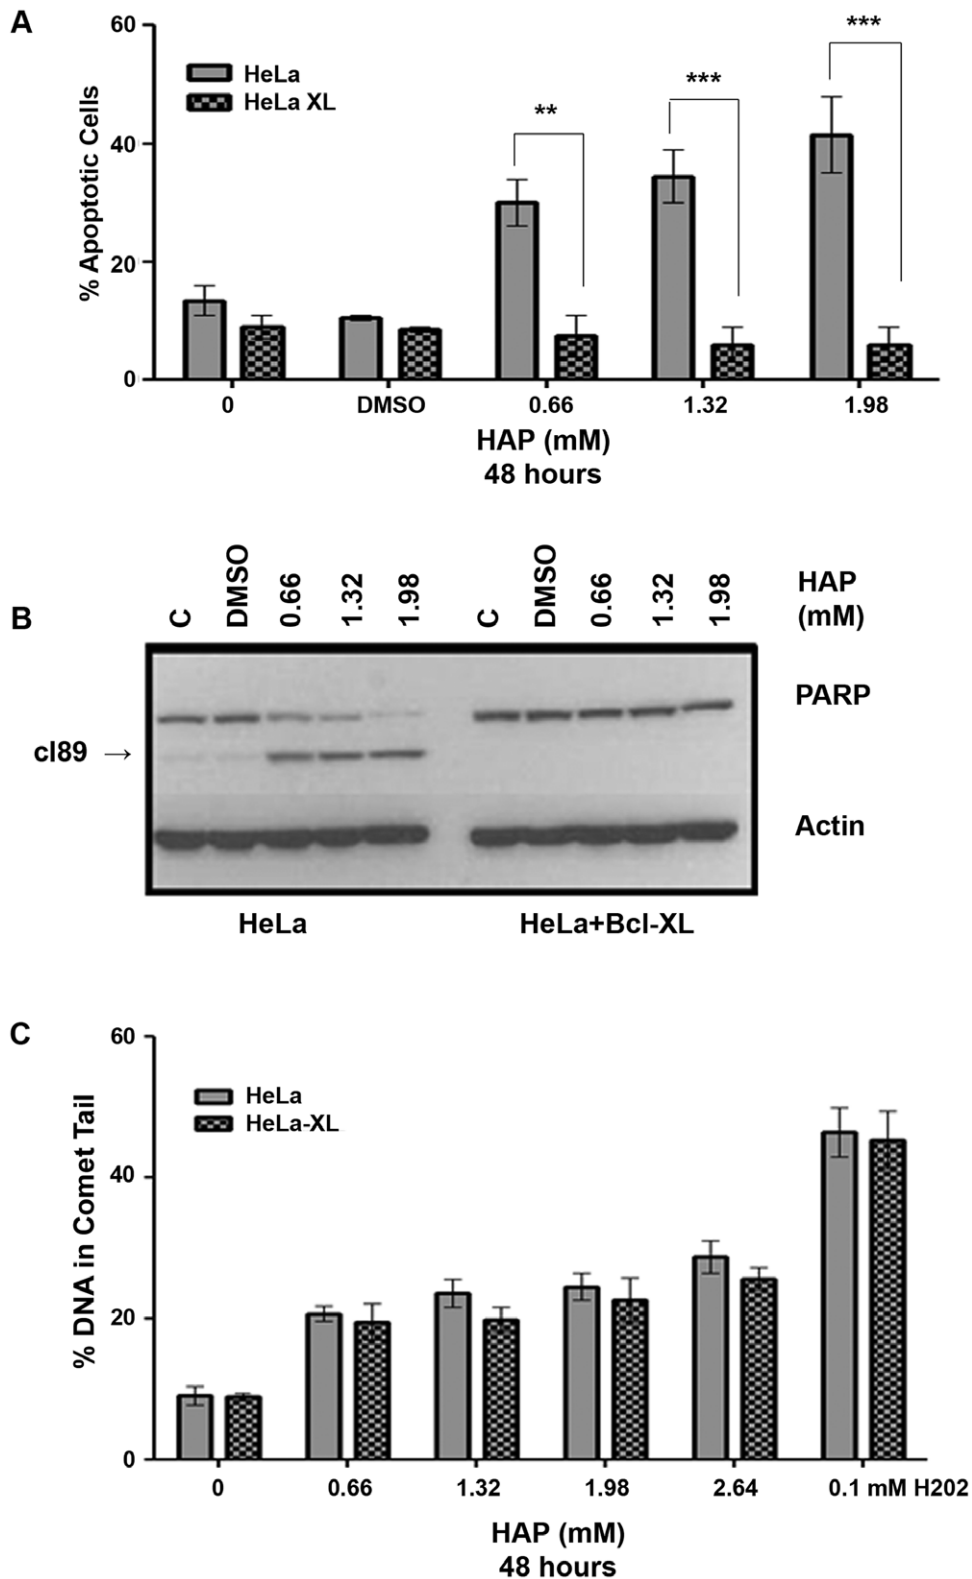 A
60
40
20
0
% Apoptotic Cells
HeLa
HeLa XL
**
***
***
0 DMSO 0.66 1.32 1.98
HAP (mM)
48 hours
B
C DMSO 0.66 1.32 1.98 C DMSO 0.66 1.32 1.98
HAP
(mM)
PARP
cl89 →
Actin
HeLa HeLa+Bcl-XL
C
60
40
20
0
% DNA in Comet Tail
HeLa
HeLa-XL
0 0.66 1.32 1.98 2.64 0.1 mM H202
HAP (mM)
48 hours